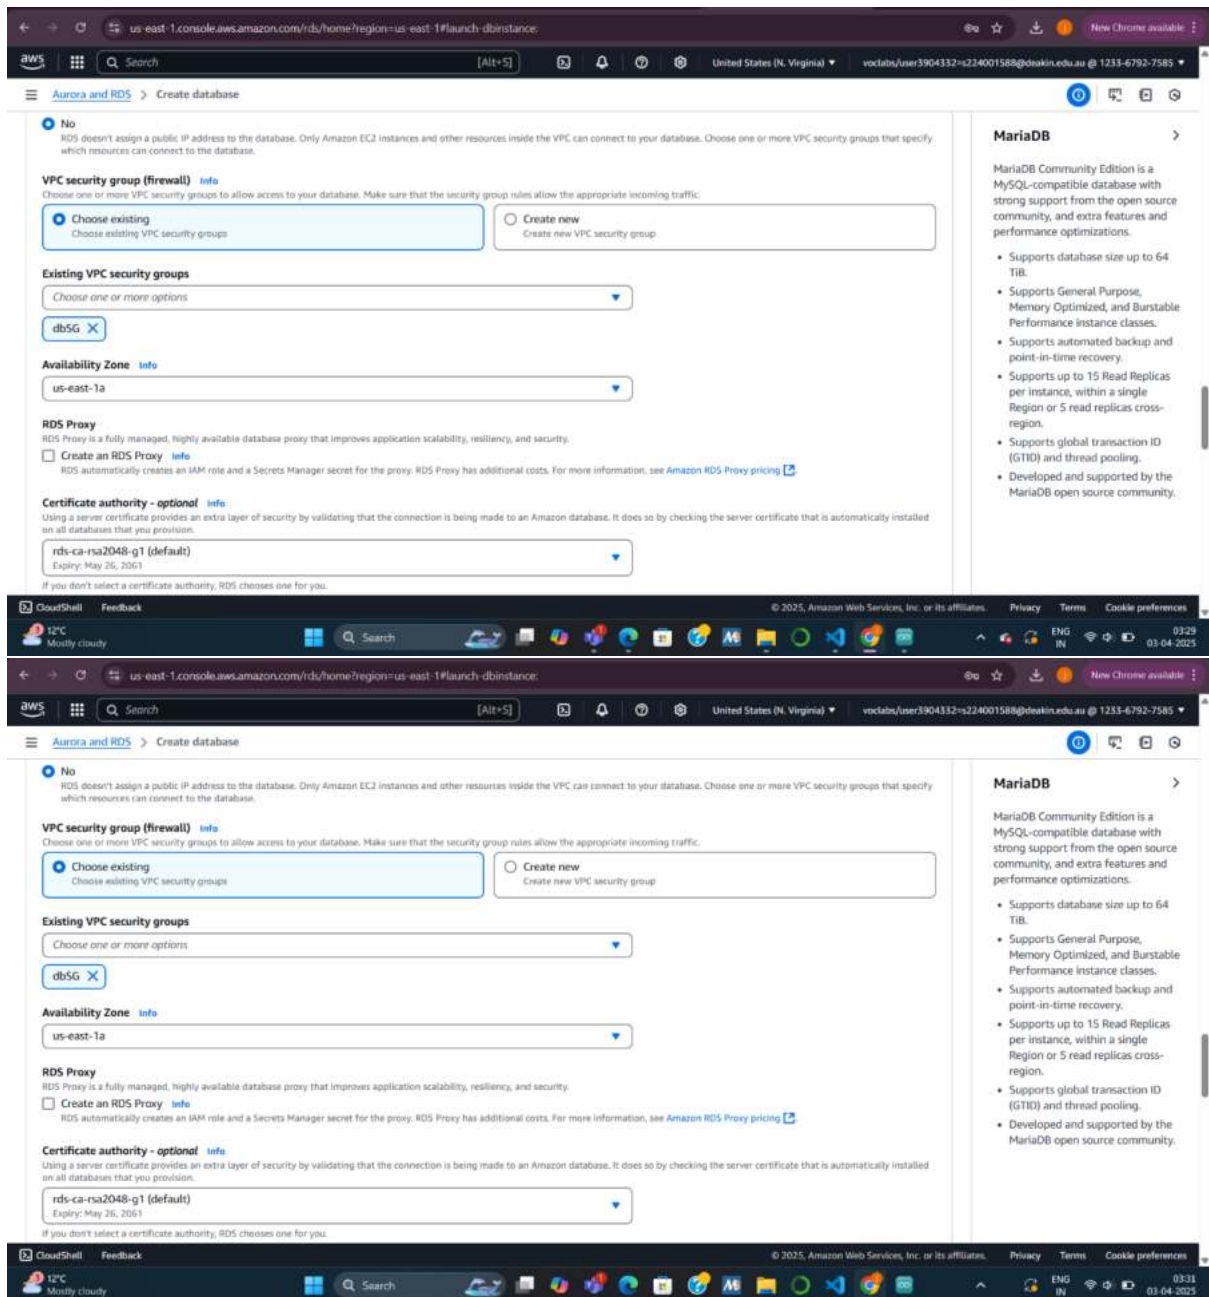 us-east-1.console.aws.amazon.com/rds/home?region=us-east-1#launch-dbinstance:
New Chrome available
aws
Search
[Alt+S]
United States (N. Virginia)
voclabs/user3904332=s224001588@deakin.edu.au @ 1233-6792-7585
Aurora and RDS > Create database
No
RDS doesn't assign a public IP address to the database. Only Amazon EC2 instances and other resources inside the VPC can connect to your database. Choose one or more VPC security groups that specify
which resources can connect to the database.
VPC security group (firewall) Info
Choose one or more VPC security groups to allow access to your database. Make sure that the security group rules allow the appropriate incoming traffic.
Choose existing
Choose existing VPC security groups
Create new
Create new VPC security group
Existing VPC security groups
Choose one or more options
dbSG
Availability Zone Info
us-east-1a
RDS Proxy
RDS Proxy is a fully managed, highly available database proxy that improves application scalability, resiliency, and security.
Create an RDS Proxy Info
RDS automatically creates an IAM role and a Secrets Manager secret for the proxy. RDS Proxy has additional costs. For more information, see Amazon RDS Proxy pricing
Certificate authority - optional Info
Using a server certificate provides an extra layer of security by validating that the connection is being made to an Amazon database. It does so by checking the server certificate that is automatically installed
on all databases that you provision.
rds-ca-rsa2048-g1 (default)
Expiry: May 26, 2061
If you don't select a certificate authority, RDS chooses one for you.
MariaDB
MariaDB Community Edition is a
MySQL-compatible database with
strong support from the open source
community, and extra features and
performance optimizations.
• Supports database size up to 64
TiB.
• Supports General Purpose,
Memory Optimized, and Burstable
Performance instance classes.
• Supports automated backup and
point-in-time recovery.
• Supports up to 15 Read Replicas
per instance, within a single
Region or 5 read replicas cross-
region.
• Supports global transaction ID
(GTID) and thread pooling.
• Developed and supported by the
MariaDB open source community.
CloudShell Feedback
© 2025, Amazon Web Services, Inc. or its affiliates. Privacy Terms Cookie preferences
12°C
Mostly cloudy
Search
ENG
IN
03:29
03-04-2025
us-east-1.console.aws.amazon.com/rds/home?region=us-east-1#launch-dbinstance:
New Chrome available
aws
Search
[Alt+S]
United States (N. Virginia)
voclabs/user3904332=s224001588@deakin.edu.au @ 1233-6792-7585
Aurora and RDS > Create database
No
RDS doesn't assign a public IP address to the database. Only Amazon EC2 instances and other resources inside the VPC can connect to your database. Choose one or more VPC security groups that specify
which resources can connect to the database.
VPC security group (firewall) Info
Choose one or more VPC security groups to allow access to your database. Make sure that the security group rules allow the appropriate incoming traffic.
Choose existing
Choose existing VPC security groups
Create new
Create new VPC security group
Existing VPC security groups
Choose one or more options
dbSG
Availability Zone Info
us-east-1a
RDS Proxy
RDS Proxy is a fully managed, highly available database proxy that improves application scalability, resiliency, and security.
Create an RDS Proxy Info
RDS automatically creates an IAM role and a Secrets Manager secret for the proxy. RDS Proxy has additional costs. For more information, see Amazon RDS Proxy pricing
Certificate authority - optional Info
Using a server certificate provides an extra layer of security by validating that the connection is being made to an Amazon database. It does so by checking the server certificate that is automatically installed
on all databases that you provision.
rds-ca-rsa2048-g1 (default)
Expiry: May 26, 2061
If you don't select a certificate authority, RDS chooses one for you.
MariaDB
MariaDB Community Edition is a
MySQL-compatible database with
strong support from the open source
community, and extra features and
performance optimizations.
• Supports database size up to 64
TiB.
• Supports General Purpose,
Memory Optimized, and Burstable
Performance instance classes.
• Supports automated backup and
point-in-time recovery.
• Supports up to 15 Read Replicas
per instance, within a single
Region or 5 read replicas cross-
region.
• Supports global transaction ID
(GTID) and thread pooling.
• Developed and supported by the
MariaDB open source community.
CloudShell Feedback
© 2025, Amazon Web Services, Inc. or its affiliates. Privacy Terms Cookie preferences
12°C
Mostly cloudy
Search
ENG
IN
03:31
03-04-2025